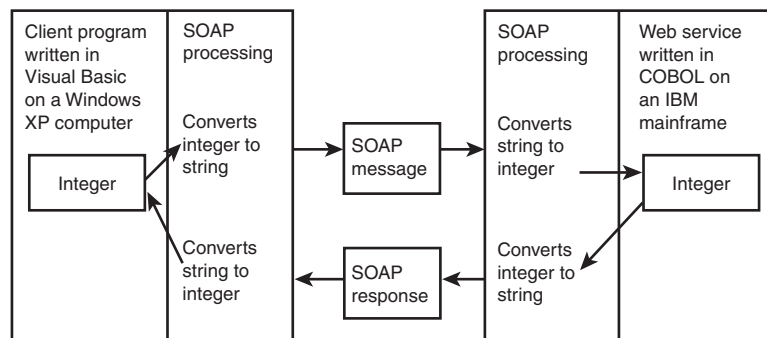 Client program
written in
Visual Basic
on a Windows
XP computer
Integer
SOAP
processing
Converts
integer to
string
Converts
string to
integer
SOAP
message
SOAP
response
SOAP
processing
Converts
string to
integer
Converts
integer to
string
Web service
written in
COBOL on
an IBM
mainframe
Integer